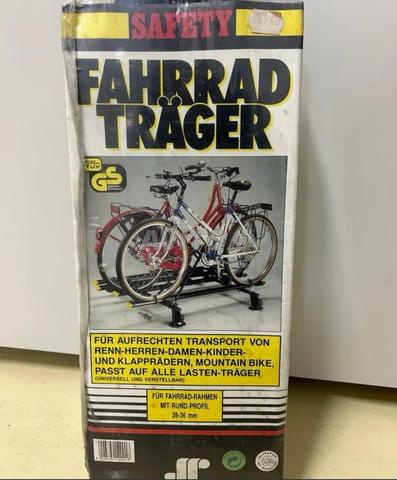 SAFETY
FAHRRAD
TRÄGER
TÜV
GS
FÜR AUFRECHTEN TRANSPORT VON
RENN-HERREN-DAMEN-KINDER-
UND KLAPPRÄDERN, MOUNTAIN BIKE,
PASST AUF ALLE LASTEN-TRÄGER
(UNIVERSELL UND VERSTELLBAR)
FÜR FAHRRAD-RAHMEN
MIT RUND-PROFIL
28-36 mm